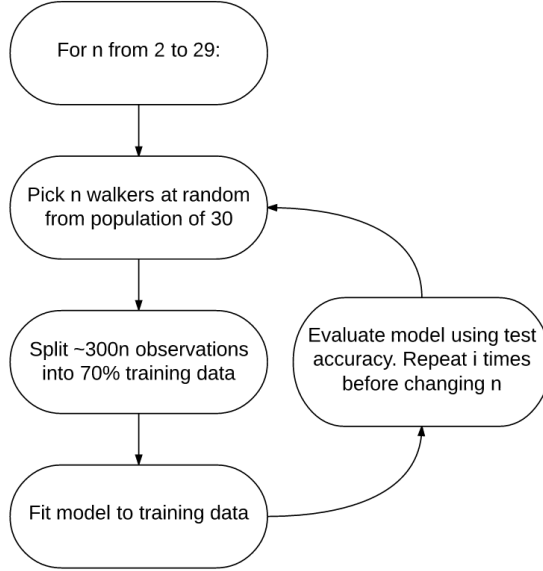 For n from 2 to 29:
Pick n walkers at random
from population of 30
Split ~300n observations
into 70% training data
Fit model to training data
Evaluate model using test
accuracy. Repeat i times
before changing n